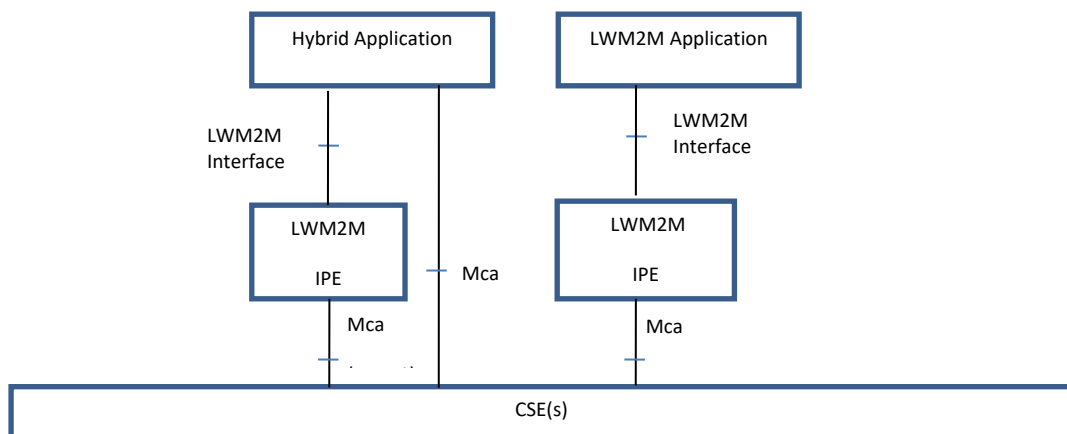 Hybrid Application
LWM2M Application
LWM2M
Interface
LWM2M
Interface
LWM2M
IPE
LWM2M
IPE
Mca
Mca
Mca
CSE(s)